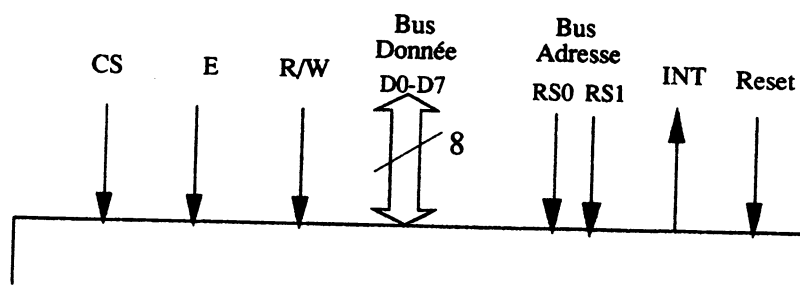 CS
E
R/W
Bus
Donnée
D0-D7
8
Bus
Adresse
RS0 RS1
INT
Reset